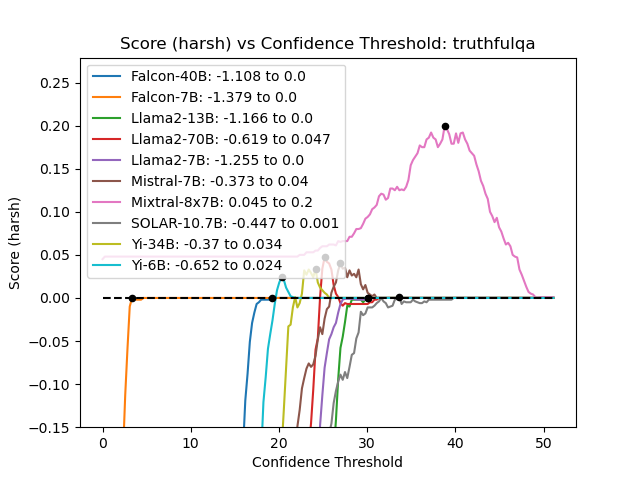 Score (harsh) vs Confidence Threshold: truthfulqa
Falcon-40B: -1.108 to 0.0
Falcon-7B: -1.379 to 0.0
Llama2-13B: -1.166 to 0.0
Llama2-70B: -0.619 to 0.047
Llama2-7B: -1.255 to 0.0
Mistral-7B: -0.373 to 0.04
Mixtral-8x7B: 0.045 to 0.2
SOLAR-10.7B: -0.447 to 0.001
Yi-34B: -0.37 to 0.034
Yi-6B: -0.652 to 0.024
Score (harsh)
0.25
0.20
0.15
0.10
0.05
0.00
−0.05
−0.10
−0.15
0 10 20 30 40 50
Confidence Threshold